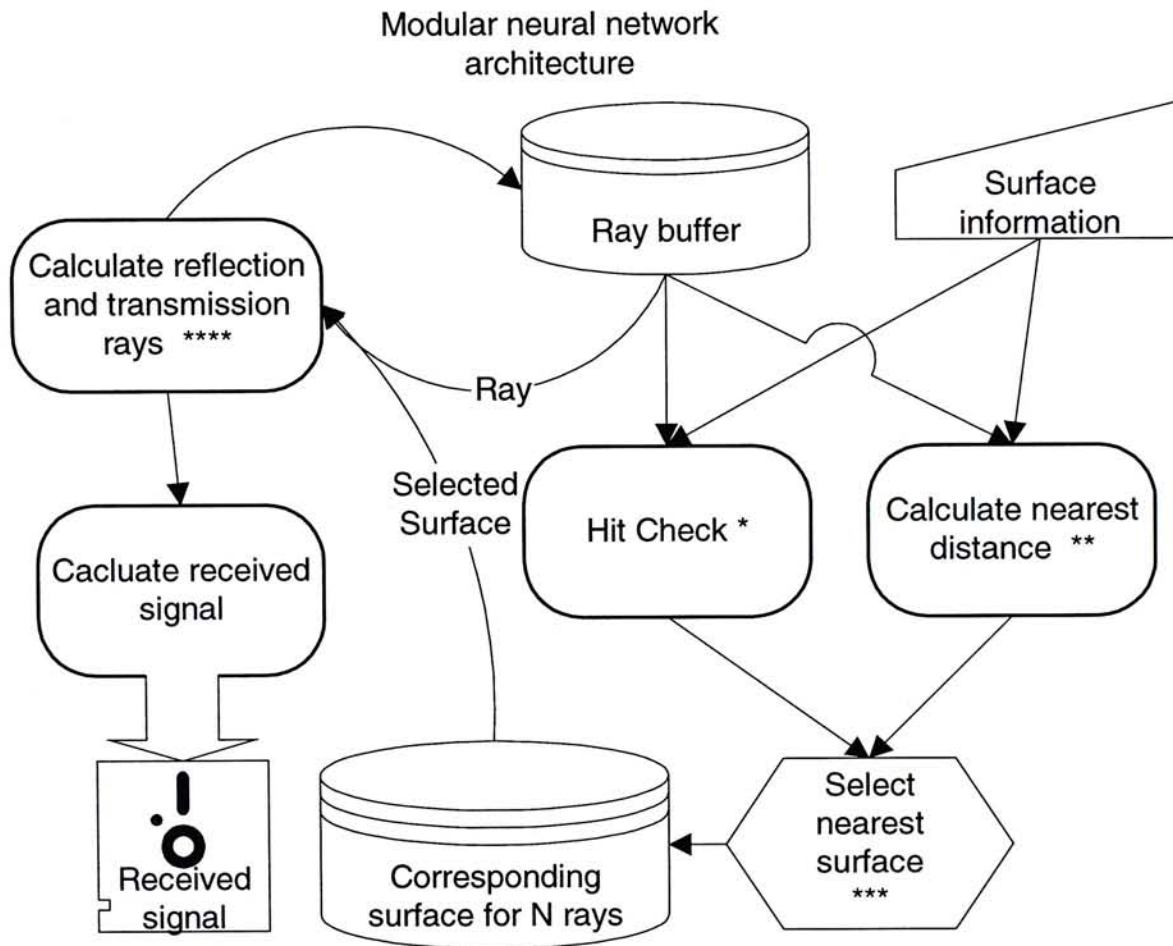 Modular neural network
architecture
Ray buffer
Surface
information
Calculate reflection
and transmission
rays ****
Ray
Selected
Surface
Hit Check *
Calculate nearest
distance **
Cacluate received
signal
Select
nearest
surface
***
Corresponding
surface for N rays
Received
signal